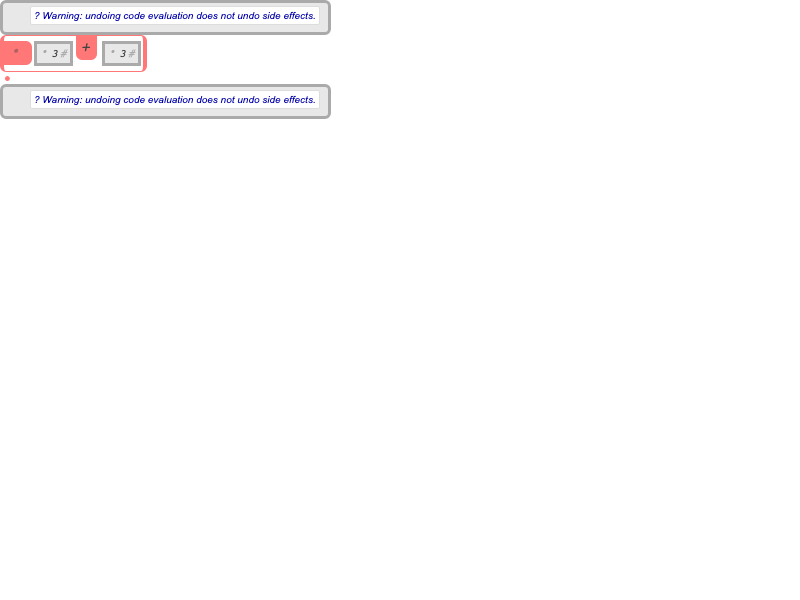 ? Warning: undoing code evaluation does not undo side effects.
" " 3 # + " 3 #
? Warning: undoing code evaluation does not undo side effects.